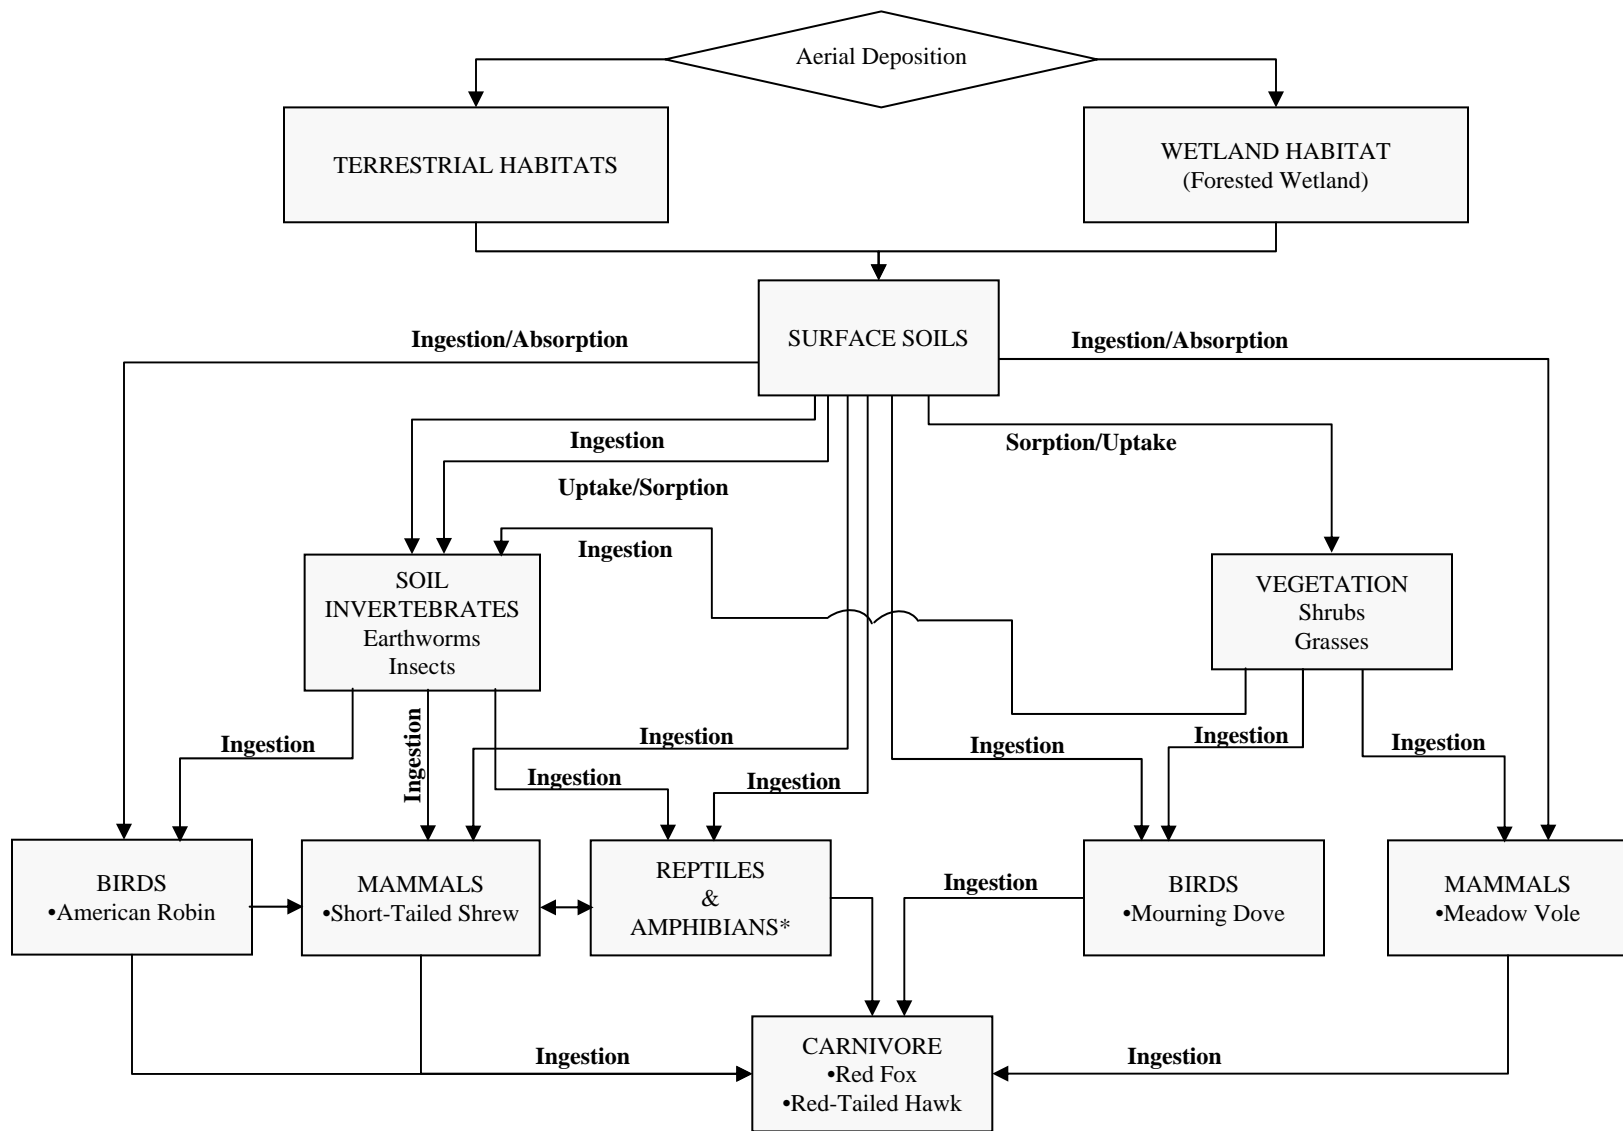 Aerial Deposition
TERRESTRIAL HABITATS
WETLAND HABITAT
(Forested Wetland)
SURFACE SOILS
Ingestion/Absorption
Ingestion/Absorption
Ingestion
Sorption/Uptake
Uptake/Sorption
Ingestion
SOIL
INVERTEBRATES
Earthworms
Insects
VEGETATION
Shrubs
Grasses
Ingestion
Ingestion
Ingestion
Ingestion
Ingestion
Ingestion
Ingestion
Ingestion
Ingestion
BIRDS
•American Robin
MAMMALS
•Short-Tailed Shrew
REPTILES
&
AMPHIBIANS*
Ingestion
BIRDS
•Mourning Dove
MAMMALS
•Meadow Vole
Ingestion
CARNIVORE
•Red Fox
•Red-Tailed Hawk
Ingestion